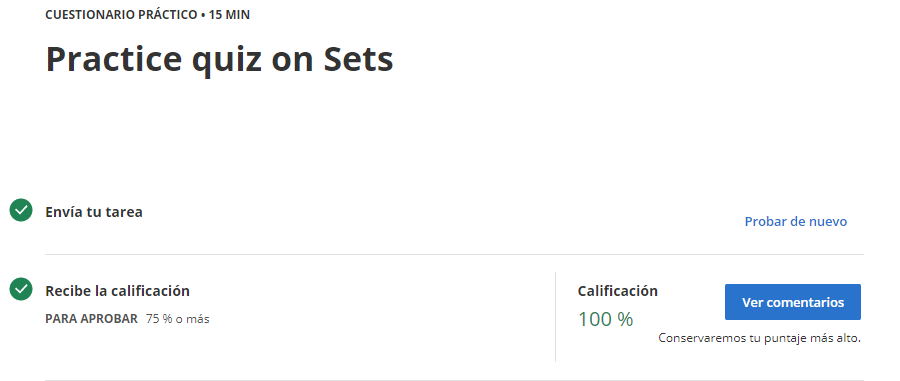 CUESTIONARIO PRÁCTICO • 15 MIN
Practice quiz on Sets
Envía tu tarea
Probar de nuevo
Recibe la calificación
PARA APROBAR 75 % o más
Calificación
100 %
Ver comentarios
Conservaremos tu puntaje más alto.